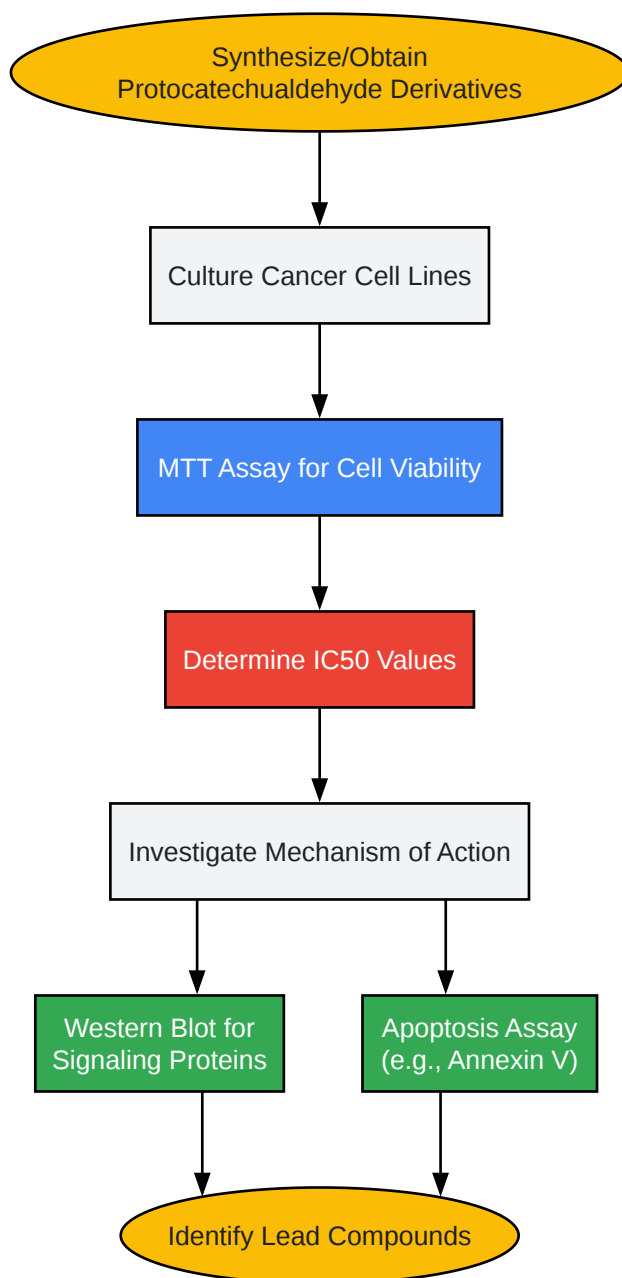 Synthesize/Obtain
Protocatechualdehyde Derivatives
Culture Cancer Cell Lines
MTT Assay for Cell Viability
Determine IC50 Values
Investigate Mechanism of Action
Western Blot for
Signaling Proteins
Apoptosis Assay
(e.g., Annexin V)
Identify Lead Compounds